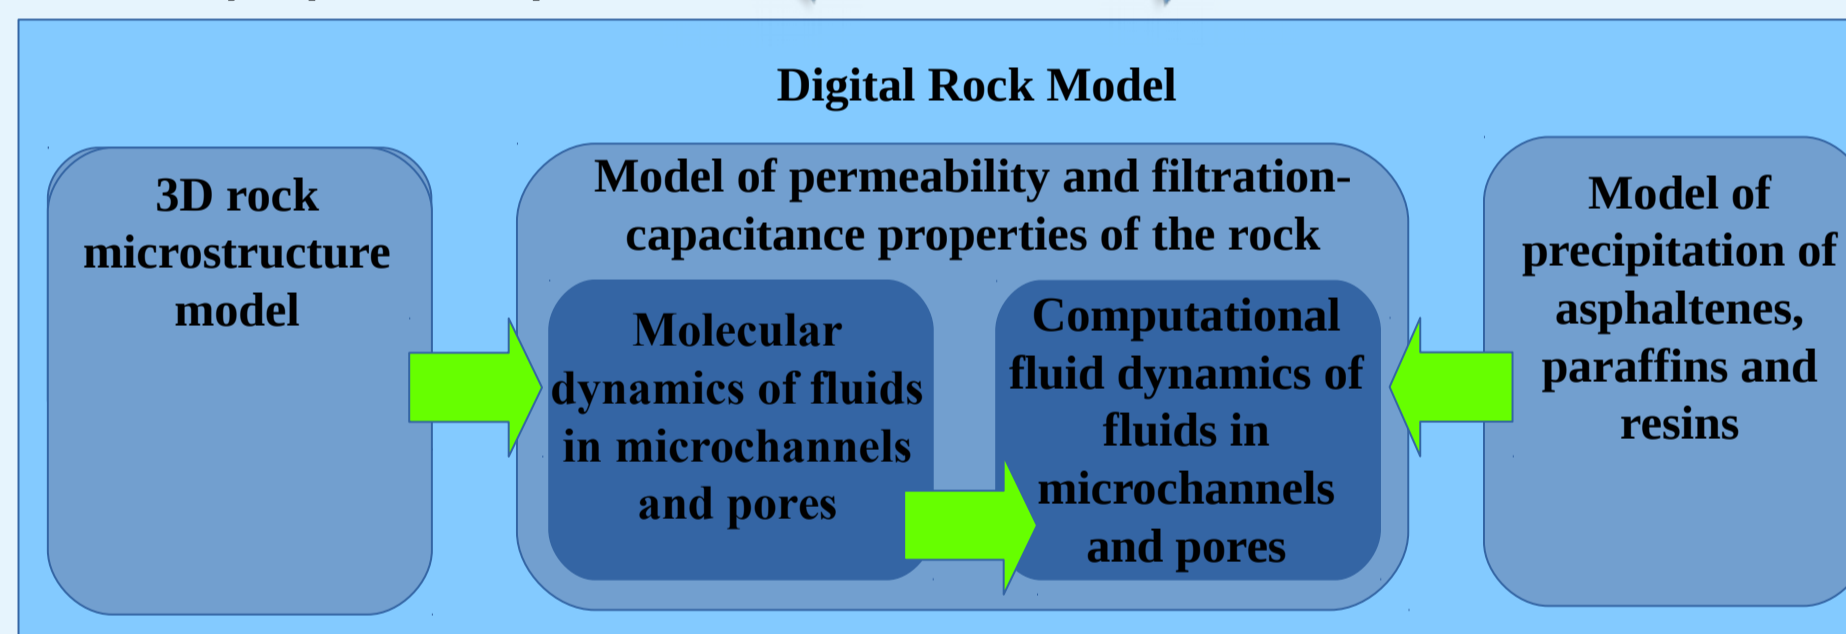 Digital Rock Model
3D rock
microstructure
model
Model of permeability and filtration-
capacitance properties of the rock
Molecular
dynamics of fluids
in microchannels
and pores
Computational
fluid dynamics of
fluids in
microchannels
and pores
Model of
precipitation of
asphaltenes,
paraffins and
resins